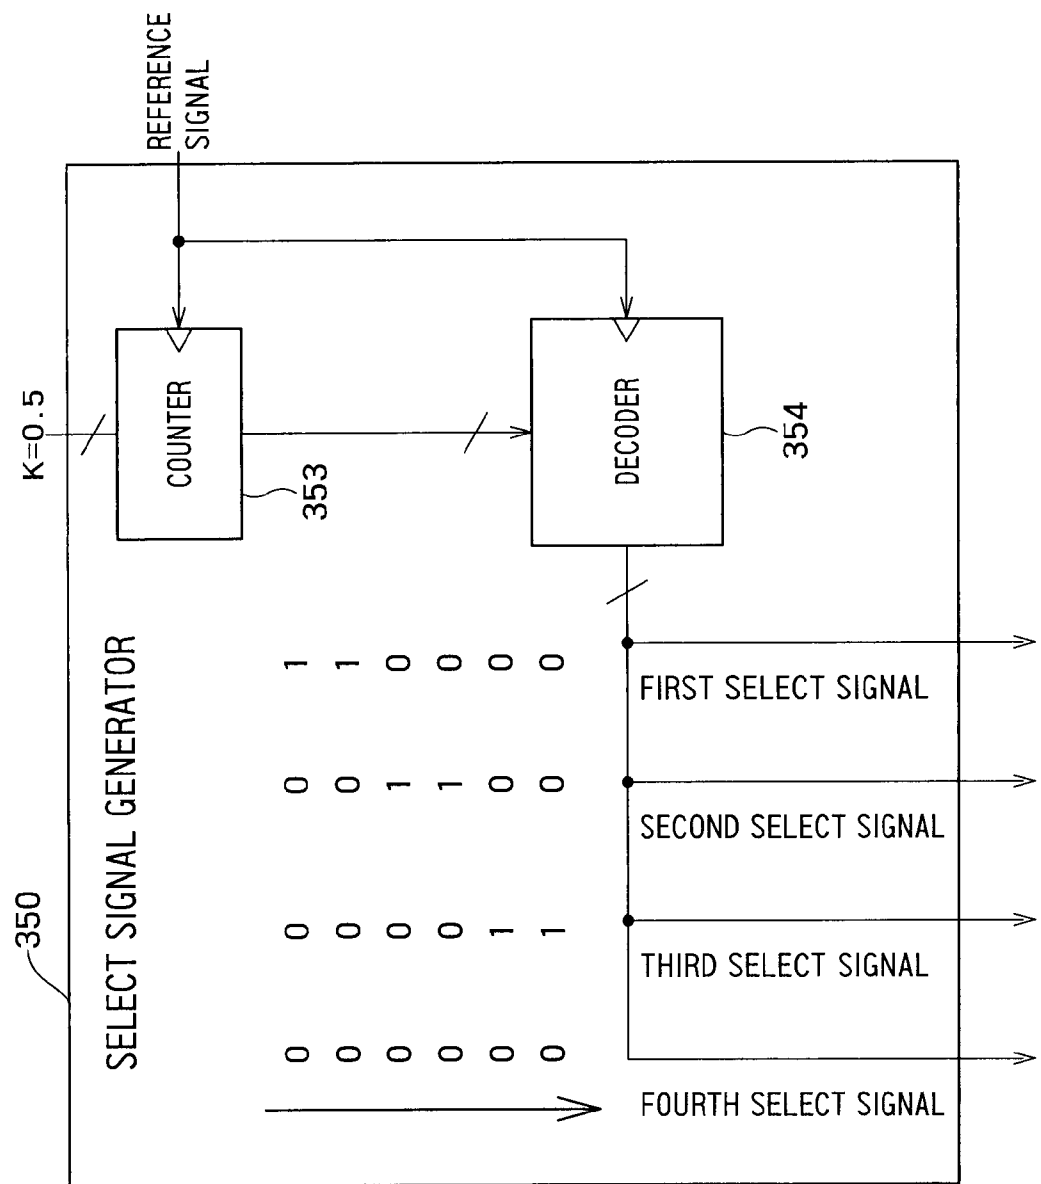 350
SELECT SIGNAL GENERATOR
K=0.5
COUNTER
353
REFERENCE
SIGNAL
0 0 0 1
0 0 0 1
0 0 1 0
0 0 1 0
0 1 0 0
0 1 0 0
DECODER
354
FIRST SELECT SIGNAL
SECOND SELECT SIGNAL
THIRD SELECT SIGNAL
FOURTH SELECT SIGNAL